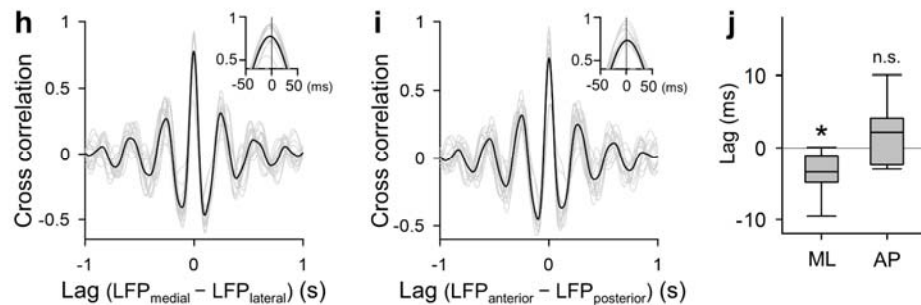 h
Cross correlation
1
0.5
0
-0.5
-1
0
1
Lag (LFPmedial – LFPlateral) (s)
1
0.4
-50
0
50
(ms)
i
Cross correlation
1
0.5
0
-0.5
-1
0
1
Lag (LFPanterior – LFPposterior) (s)
1
0.4
-50
0
50
(ms)
j
Lag (ms)
10
0
-10
*
n.s.
ML
AP